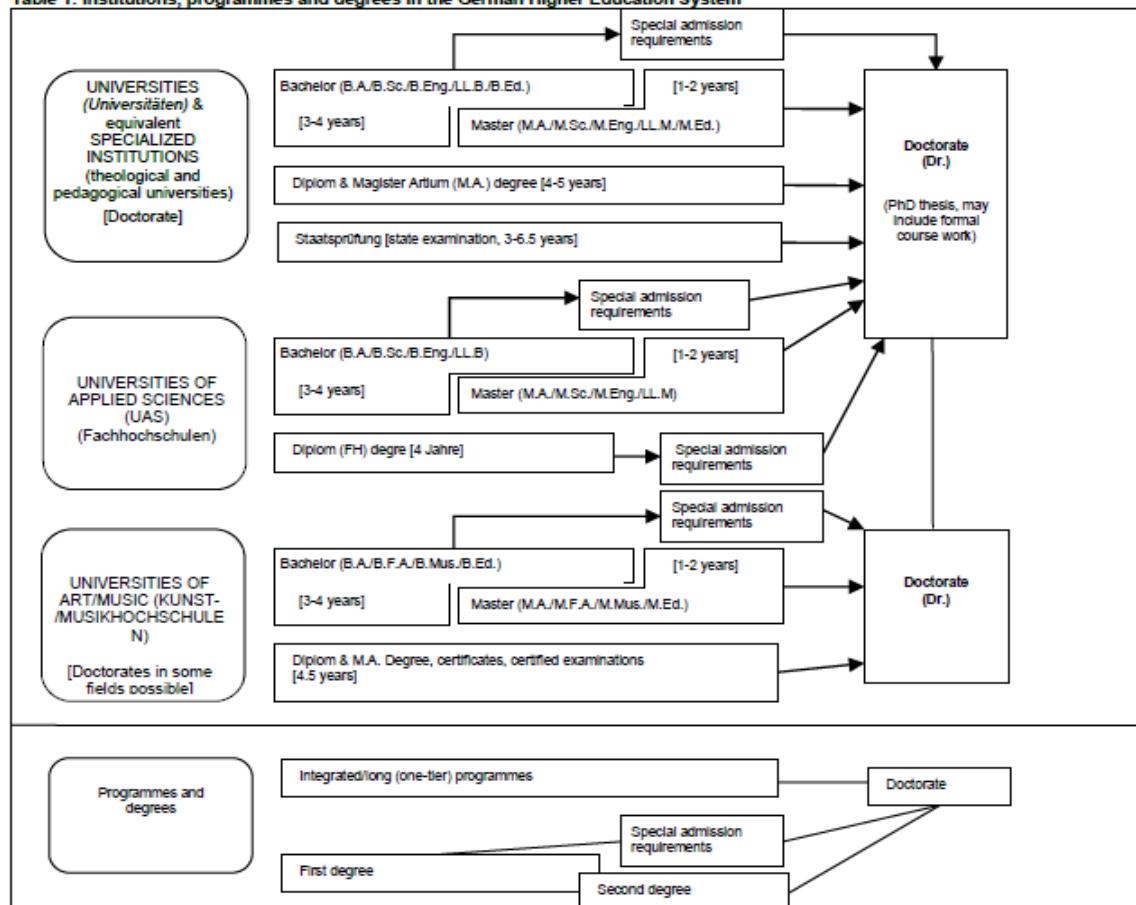 Table 1: Institutions, programmes and degrees in the German Higher Education System
Special admission
requirements
UNIVERSITIES
(Universitäten) &
equivalent
SPECIALIZED
INSTITUTIONS
(theological and
pedagogical universities)
[Doctorate]
Bachelor (B.A./B.Sc./B.Eng./LL.B./B.Ed.)
[3-4 years]
[1-2 years]
Master (M.A./M.Sc./M.Eng./LL.M./M.Ed.)
Diplom & Magister Artium (M.A.) degree [4-5 years]
Staatsprüfung [state examination, 3-6.5 years]
Doctorate
(Dr.)
(PhD thesis, may
include formal
course work)
UNIVERSITIES OF
APPLIED SCIENCES
(UAS)
(Fachhochschulen)
Special admission
requirements
Bachelor (B.A./B.Sc./B.Eng./LL.B)
[3-4 years]
[1-2 years]
Master (M.A./M.Sc./M.Eng./LL.M)
Diplom (FH) degre [4 Jahre]
Special admission
requirements
UNIVERSITIES OF
ART/MUSIC (KUNST-
/MUSIKHOCHSCHULE
N)
[Doctorates in some
fields possible]
Special admission
requirements
Bachelor (B.A./B.F.A./B.Mus./B.Ed.)
[3-4 years]
[1-2 years]
Master (M.A./M.F.A./M.Mus./M.Ed.)
Diplom & M.A. Degree, certificates, certified examinations
[4.5 years]
Doctorate
(Dr.)
Programmes and
degrees
Integrated/long (one-tier) programmes
Doctorate
Special admission
requirements
First degree
Second degree